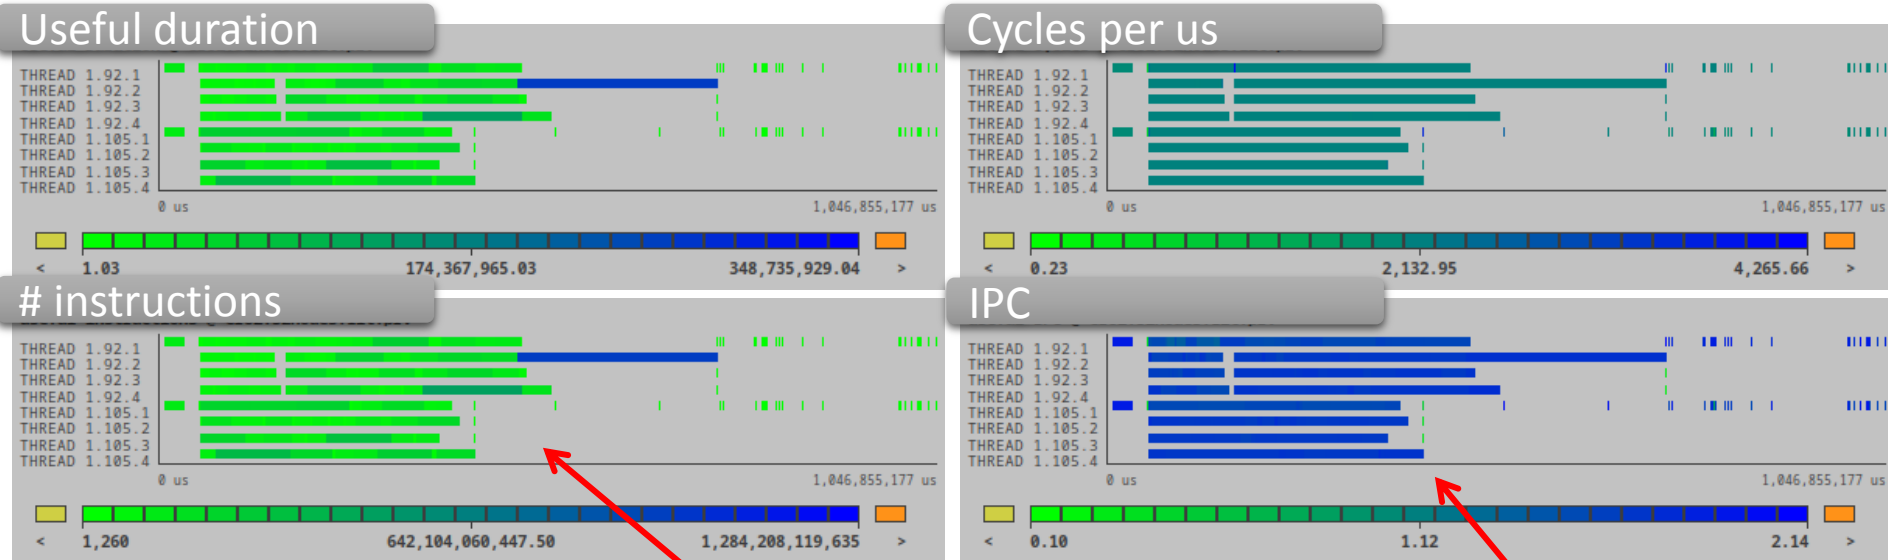 Useful duration
THREAD 1.92.1
THREAD 1.92.2
THREAD 1.92.3
THREAD 1.92.4
THREAD 1.105.1
THREAD 1.105.2
THREAD 1.105.3
THREAD 1.105.4
0 us
1,046,855,177 us
<
1.03
174,367,965.03
348,735,929.04
>
Cycles per us
THREAD 1.92.1
THREAD 1.92.2
THREAD 1.92.3
THREAD 1.92.4
THREAD 1.105.1
THREAD 1.105.2
THREAD 1.105.3
THREAD 1.105.4
0 us
1,046,855,177 us
<
0.23
2,132.95
4,265.66
>
# instructions
THREAD 1.92.1
THREAD 1.92.2
THREAD 1.92.3
THREAD 1.92.4
THREAD 1.105.1
THREAD 1.105.2
THREAD 1.105.3
THREAD 1.105.4
0 us
1,046,855,177 us
<
1,260
642,104,060,447.50
1,284,208,119,635
>
IPC
THREAD 1.92.1
THREAD 1.92.2
THREAD 1.92.3
THREAD 1.92.4
THREAD 1.105.1
THREAD 1.105.2
THREAD 1.105.3
THREAD 1.105.4
0 us
1,046,855,177 us
<
0.10
1.12
2.14
>